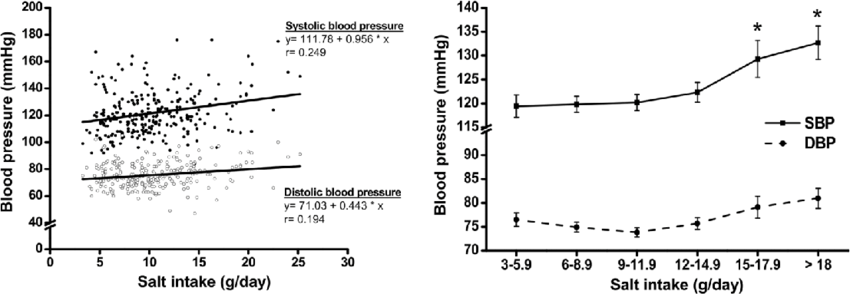 Systolic blood pressure
y= 111.78 + 0.956 * x
r= 0.249
Distolic blood pressure
y= 71.03 + 0.443 * x
r= 0.194
Blood pressure (mmHg)
200
180
160
140
120
100
80
60
40
0
0 5 10 15 20 25 30
Salt intake (g/day)
Blood pressure (mmHg)
140
135
130
125
120
115
90
85
80
75
70
* *
SBP
DBP
3-5.9 6-8.9 9-11.9 12-14.9 15-17.9 > 18
Salt intake (g/day)